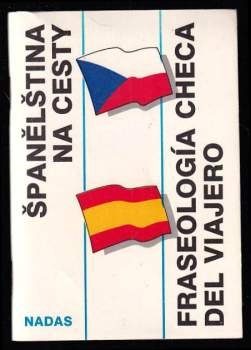 ŠPANĚLŠTINA
NA CESTY
FRASEOLOGÍA CHECA
DEL VIAJERO
NADAS